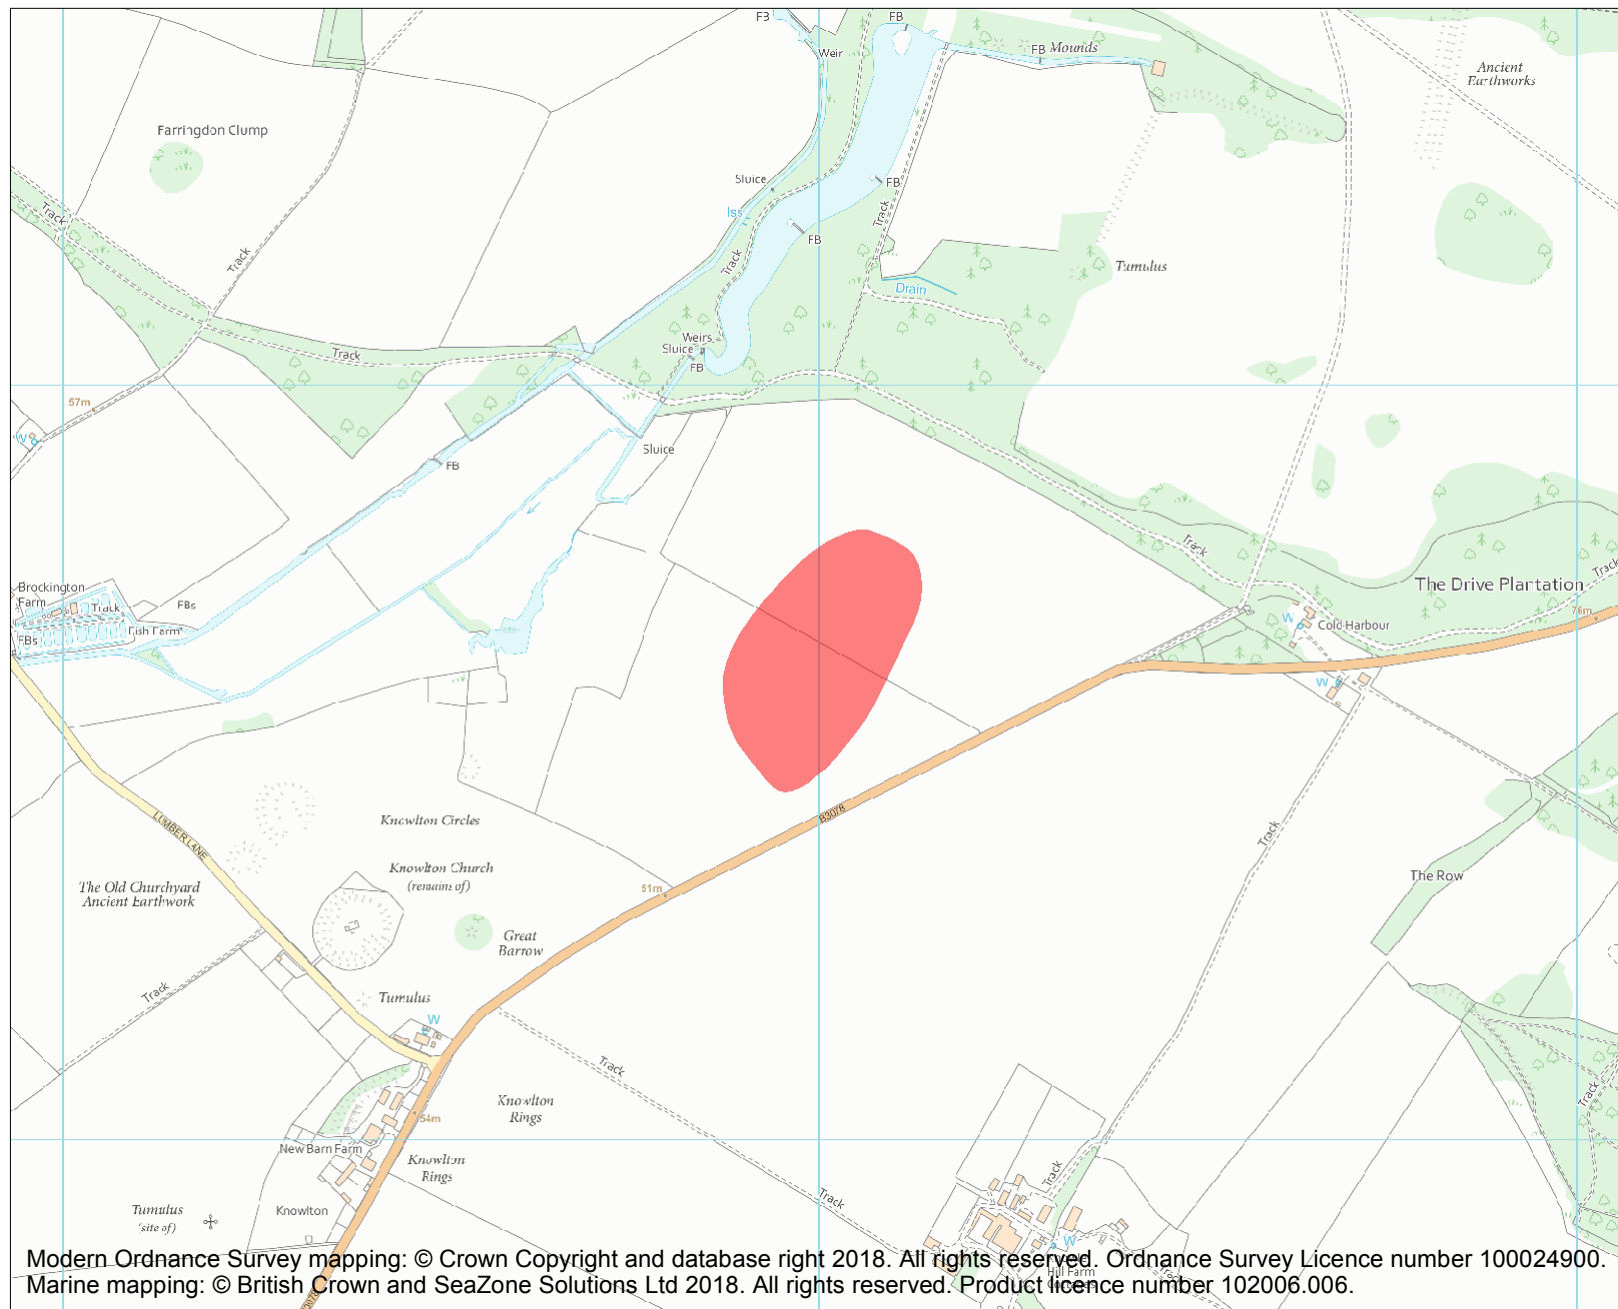 FB
Weir
FB
Mounds
Ancient
Earthworks
Farringdon Clump
Sluice
FB
Track
Iss
Track
FB
Track
Track
Track
Tumulus
Drain
Weirs
Sluice
FB
Track
57m
W
FB
Sluice
Track
The Drive Plantation
Track
76m
Brockington
Farm
Track
FBs
Fish Farm
FBs
W
Cold Harbour
W
B3078
LUMBER LANE
Knowlton Circles
Track
Knowlton Church
(remains of)
The Old Churchyard
Ancient Earthwork
51m
The Row
Great
Barrow
Track
Tumulus
W
Track
Knowlton
Rings
54m
Track
New Barn Farm
Knowlton
Rings
Track
Track
Tumulus
(site of)
Knowlton
W
Track
Hill Farm
Modern Ordnance Survey mapping: © Crown Copyright and database right 2018. All rights reserved. Ordnance Survey Licence number 100024900.
Marine mapping: © British Crown and SeaZone Solutions Ltd 2018. All rights reserved. Product licence number 102006.006.